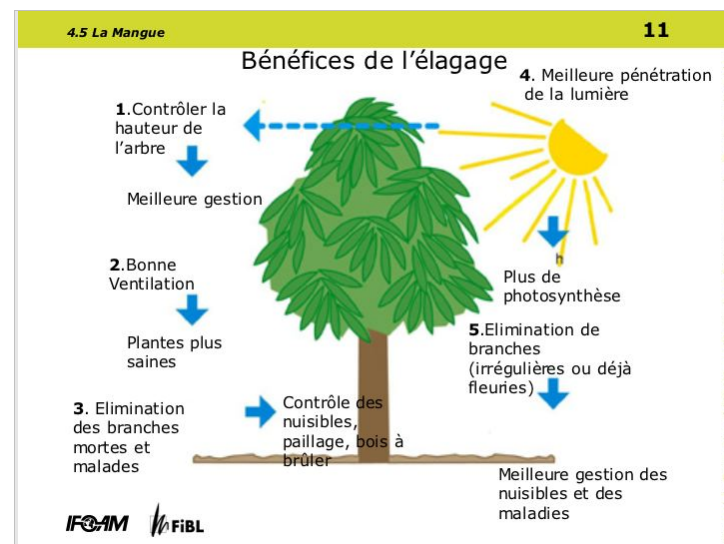 4.5 La Mangue
11
Bénéfices de l'élagage
1.Contrôler la
hauteur de
l'arbre
Meilleure gestion
2.Bonne
Ventilation
Plantes plus
saines
3. Elimination
des branches
mortes et
malades
Contrôle des
nuisibles,
paillage, bois à
brûler
4. Meilleure pénétration
de la lumière
h
Plus de
photosynthèse
5.Elimination de
branches
(irrégulières ou déjà
fleuries)
Meilleure gestion des
nuisibles et des
maladies
IFOAM
FiBL